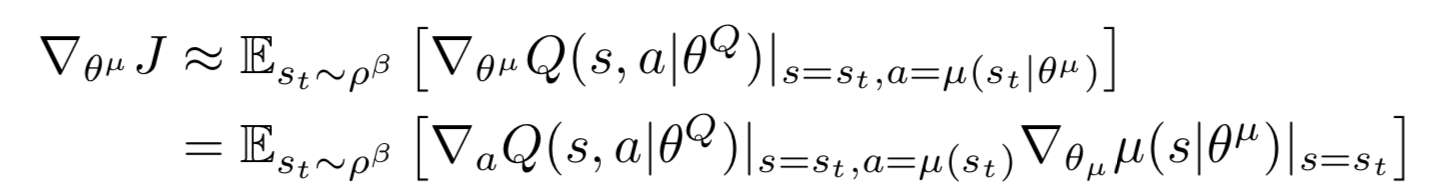 ∇_{θ^μ} J ≈ 𝔼_{s_t∼ρ^β} [∇_{θ^μ} Q(s, a|θ^Q)|_{s=s_t,a=μ(s_t|θ^μ)}]
= 𝔼_{s_t∼ρ^β} [∇_a Q(s, a|θ^Q)|_{s=s_t,a=μ(s_t)} ∇_{θ_μ} μ(s|θ^μ)|_{s=s_t}]